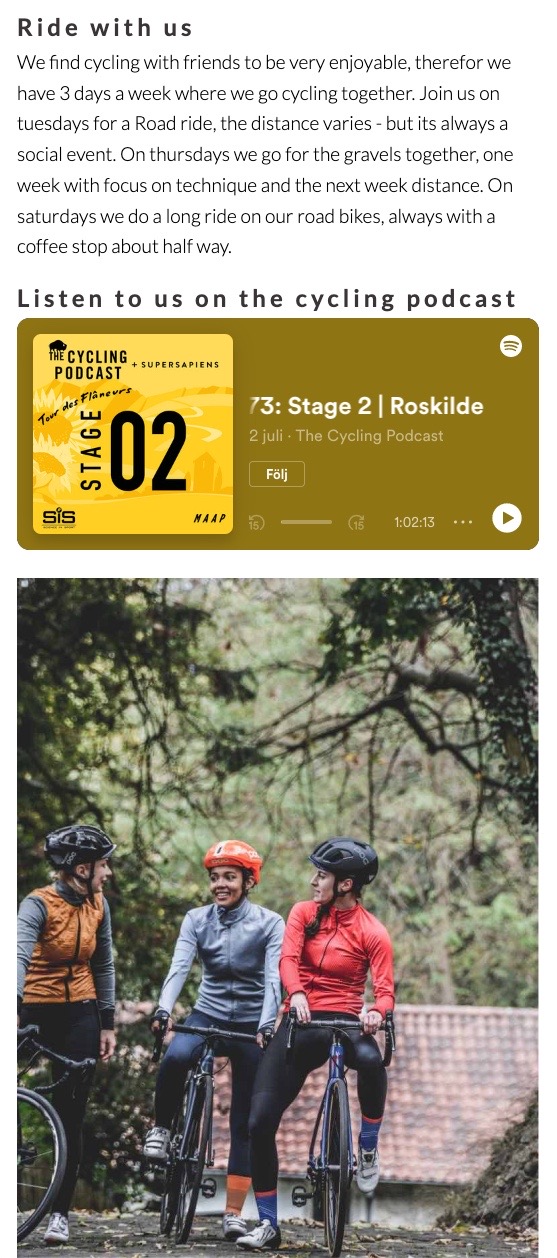 Ride with us
We find cycling with friends to be very enjoyable, therefor we
have 3 days a week where we go cycling together. Join us on
tuesdays for a Road ride, the distance varies - but its always a
social event. On thursdays we go for the gravels together, one
week with focus on technique and the next week distance. On
saturdays we do a long ride on our road bikes, always with a
coffee stop about half way.
Listen to us on the cycling podcast
THE CYCLING
PODCAST + SUPERSAPIENS
Tour des Flâneurs
STAGE 02
SiS
MAAP
73: Stage 2 | Roskilde
2 juli · The Cycling Podcast
Följ
15
15
1:02:13